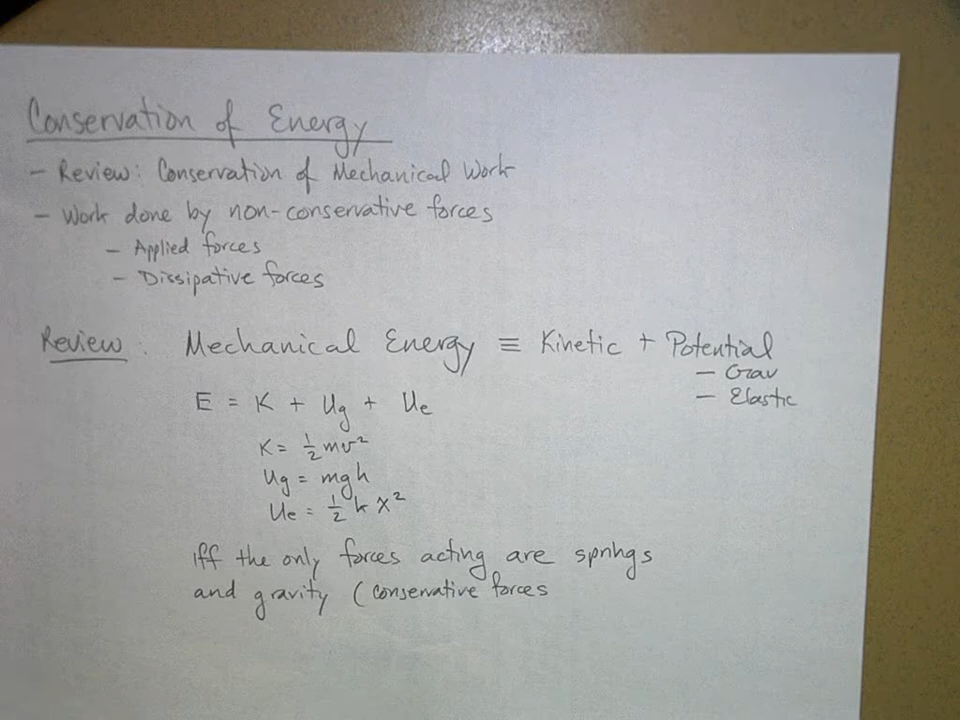 Conservation of Energy
- Review: Conservation of Mechanical Work
- Work done by non-conservative forces
- Applied forces
- Dissipative forces
Review: Mechanical Energy ≡ Kinetic + Potential
- Grav
- Elastic
E = K + Ug + Ue
K = ½mv²
Ug = mgh
Ue = ½kx²
iff the only forces acting are springs
and gravity (conservative forces